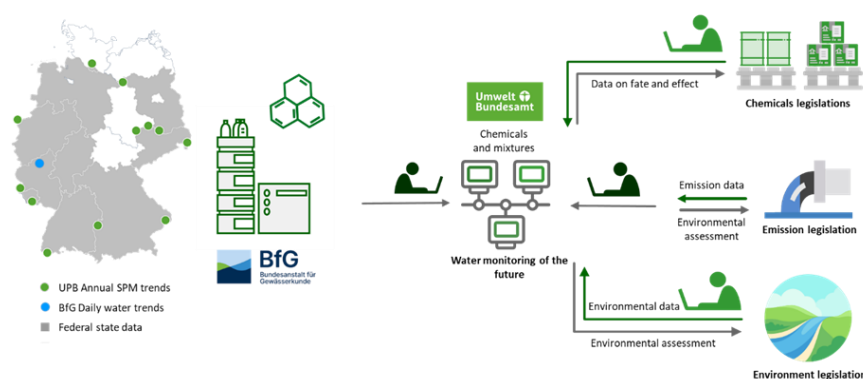 UPB Annual SPM trends
BfG Daily water trends
Federal state data
BfG
Bundesanstalt für
Gewässerkunde
Umwelt
Bundesamt
Chemicals
and mixtures
Water monitoring of the
future
Data on fate and effect
Chemicals legislations
Emission data
Environmental
assessment
Emission legislation
Environmental data
Environmental assessment
Environment legislation